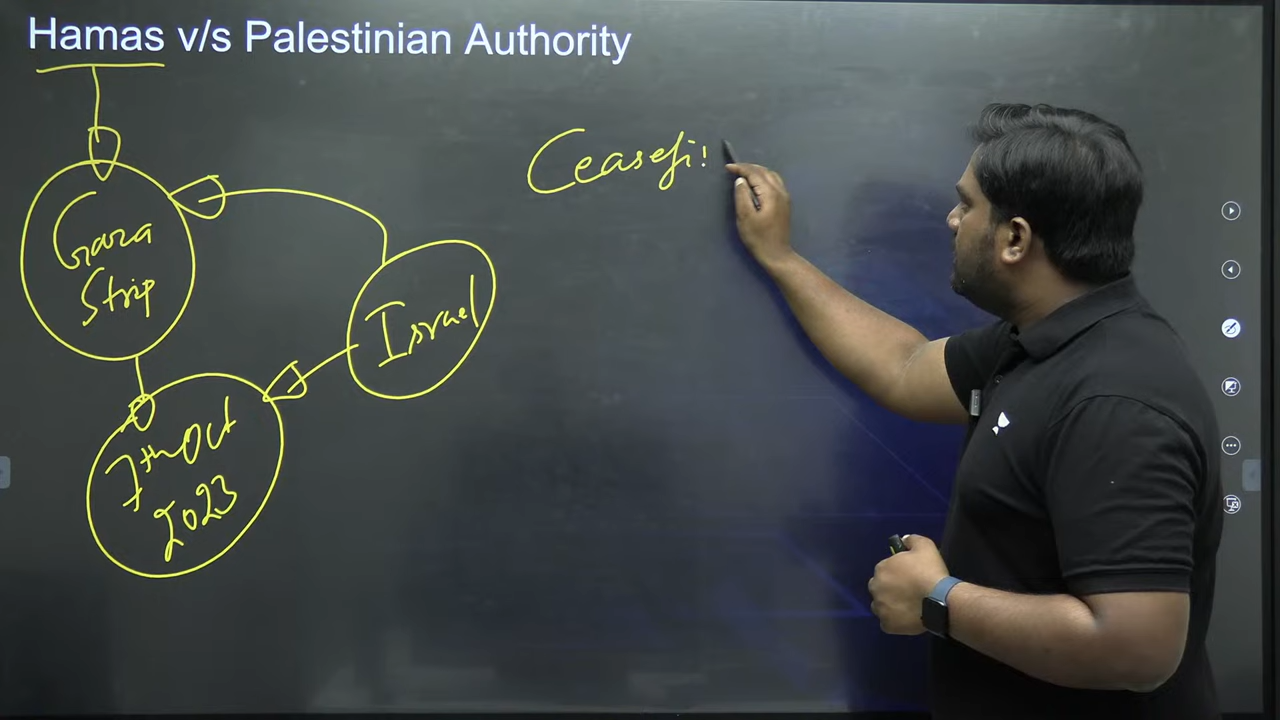 Hamas v/s Palestinian Authority
Gaza
Strip
Israel
7th Oct
2023
Ceasefi